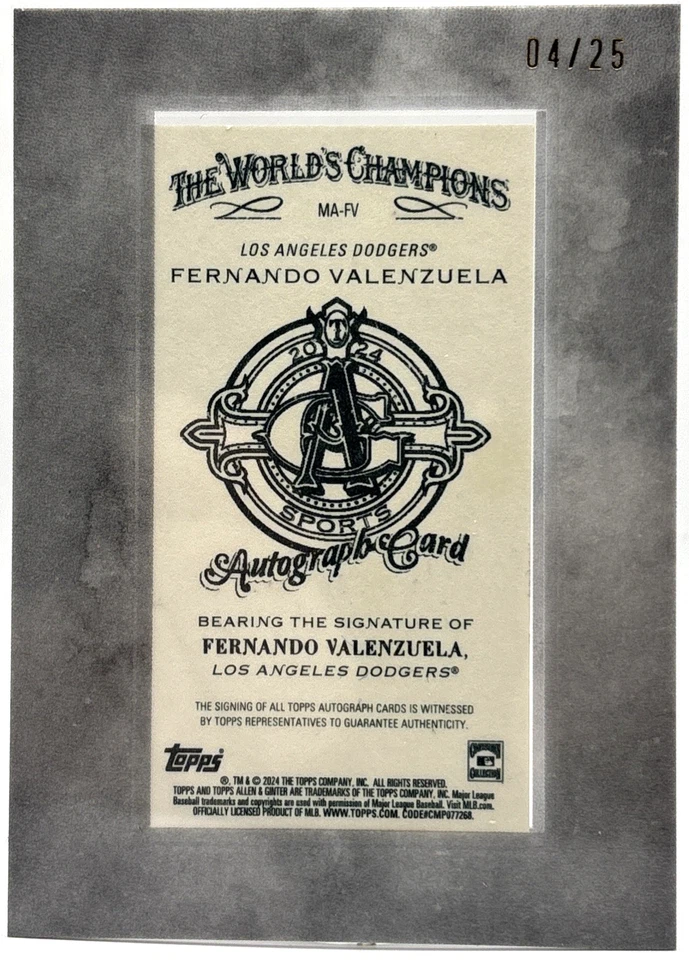 04/25
THE WORLD'S CHAMPIONS
MA-FV
LOS ANGELES DODGERS®
FERNANDO VALENZUELA
T
20 24
A&G
SPORTS
Autograph Card
BEARING THE SIGNATURE OF
FERNANDO VALENZUELA,
LOS ANGELES DODGERS®
THE SIGNING OF ALL TOPPS AUTOGRAPH CARDS IS WITNESSED
BY TOPPS REPRESENTATIVES TO GUARANTEE AUTHENTICITY.
topps®
COOPERSTOWN
COLLECTION
®, TM & © 2024 THE TOPPS COMPANY, INC. ALL RIGHTS RESERVED.
TOPPS AND TOPPS ALLEN & GINTER ARE TRADEMARKS OF THE TOPPS COMPANY, INC. Major League
Baseball trademarks and copyrights are used with permission of Major League Baseball. Visit MLB.com.
OFFICIALLY LICENSED PRODUCT OF MLB. WWW.TOPPS.COM. CODE#CMP077268.